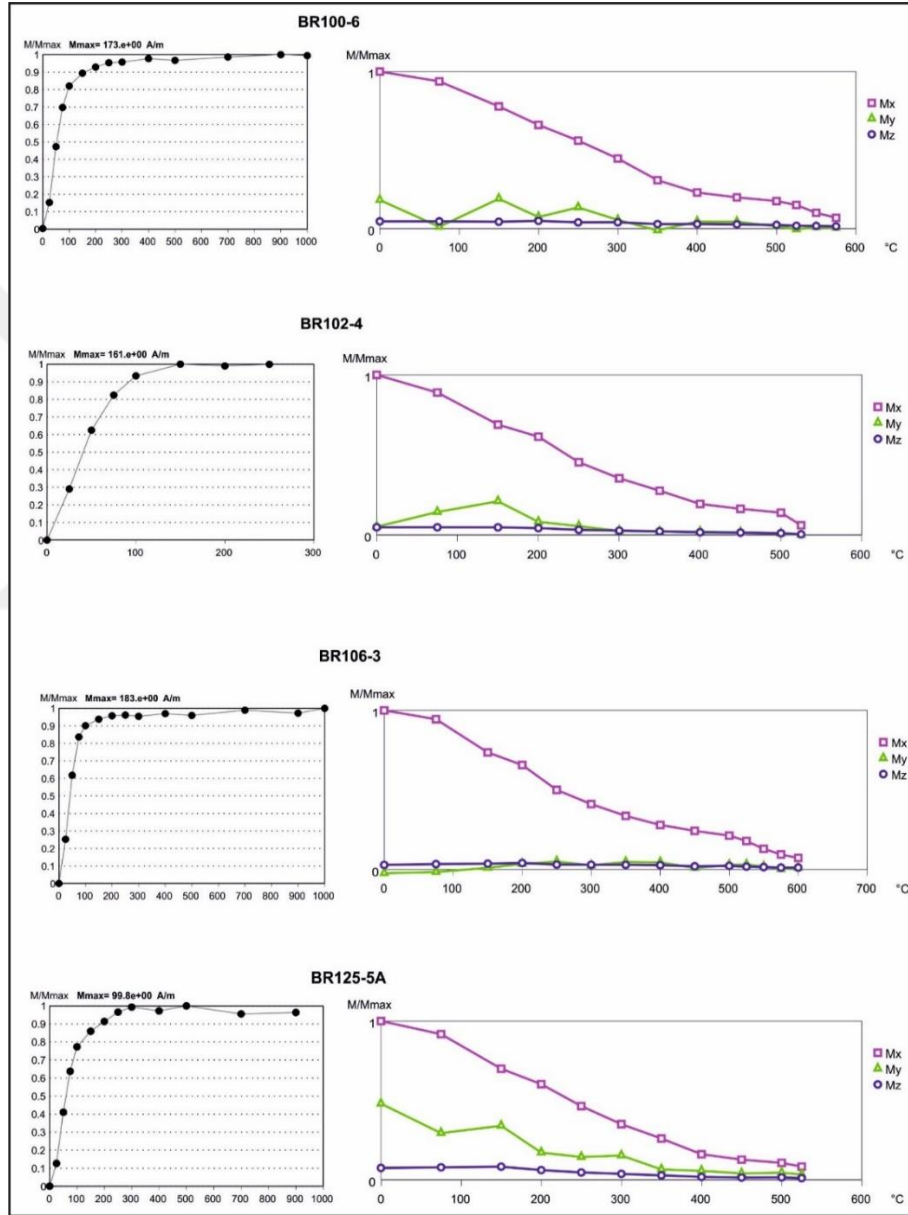 BR100-6
M/Mmax Mmax= 173.e+00 A/m
1
0.9
0.8
0.7
0.6
0.5
0.4
0.3
0.2
0.1
0
0 100 200 300 400 500 600 700 800 900 1000
M/Mmax
1
0
100 200 300 400 500 600 °C
Mx
My
Mz
BR102-4
M/Mmax Mmax= 161.e+00 A/m
1
0.9
0.8
0.7
0.6
0.5
0.4
0.3
0.2
0.1
0
0 100 200 300
M/Mmax
1
0
0 100 200 300 400 500 600 °C
Mx
My
Mz
BR106-3
M/Mmax Mmax= 183.e+00 A/m
1
0.9
0.8
0.7
0.6
0.5
0.4
0.3
0.2
0.1
0
0 100 200 300 400 500 600 700 800 900 1000
M/Mmax
1
0
0 100 200 300 400 500 600 700 °C
Mx
My
Mz
BR125-5A
M/Mmax Mmax= 99.8e+00 A/m
1
0.9
0.8
0.7
0.6
0.5
0.4
0.3
0.2
0.1
0
0 100 200 300 400 500 600 700 800 900 1000
M/Mmax
1
0
0 100 200 300 400 500 600 °C
Mx
My
Mz